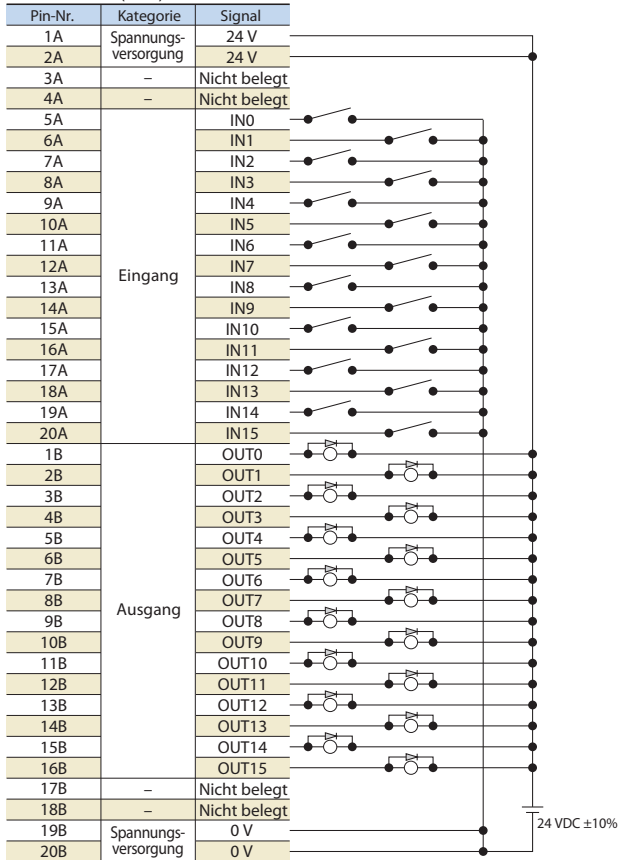 Pin-Nr. Kategorie Signal
1A Spannungs-versorgung 24 V
2A 24 V
3A – Nicht belegt
4A – Nicht belegt
5A Eingang IN0
6A IN1
7A IN2
8A IN3
9A IN4
10A IN5
11A IN6
12A IN7
13A IN8
14A IN9
15A IN10
16A IN11
17A IN12
18A IN13
19A IN14
20A IN15
1B Ausgang OUT0
2B OUT1
3B OUT2
4B OUT3
5B OUT4
6B OUT5
7B OUT6
8B OUT7
9B OUT8
10B OUT9
11B OUT10
12B OUT11
13B OUT12
14B OUT13
15B OUT14
16B OUT15
17B – Nicht belegt
18B – Nicht belegt
24 VDC ±10%
19B Spannungs-versorgung 0 V
20B 0 V